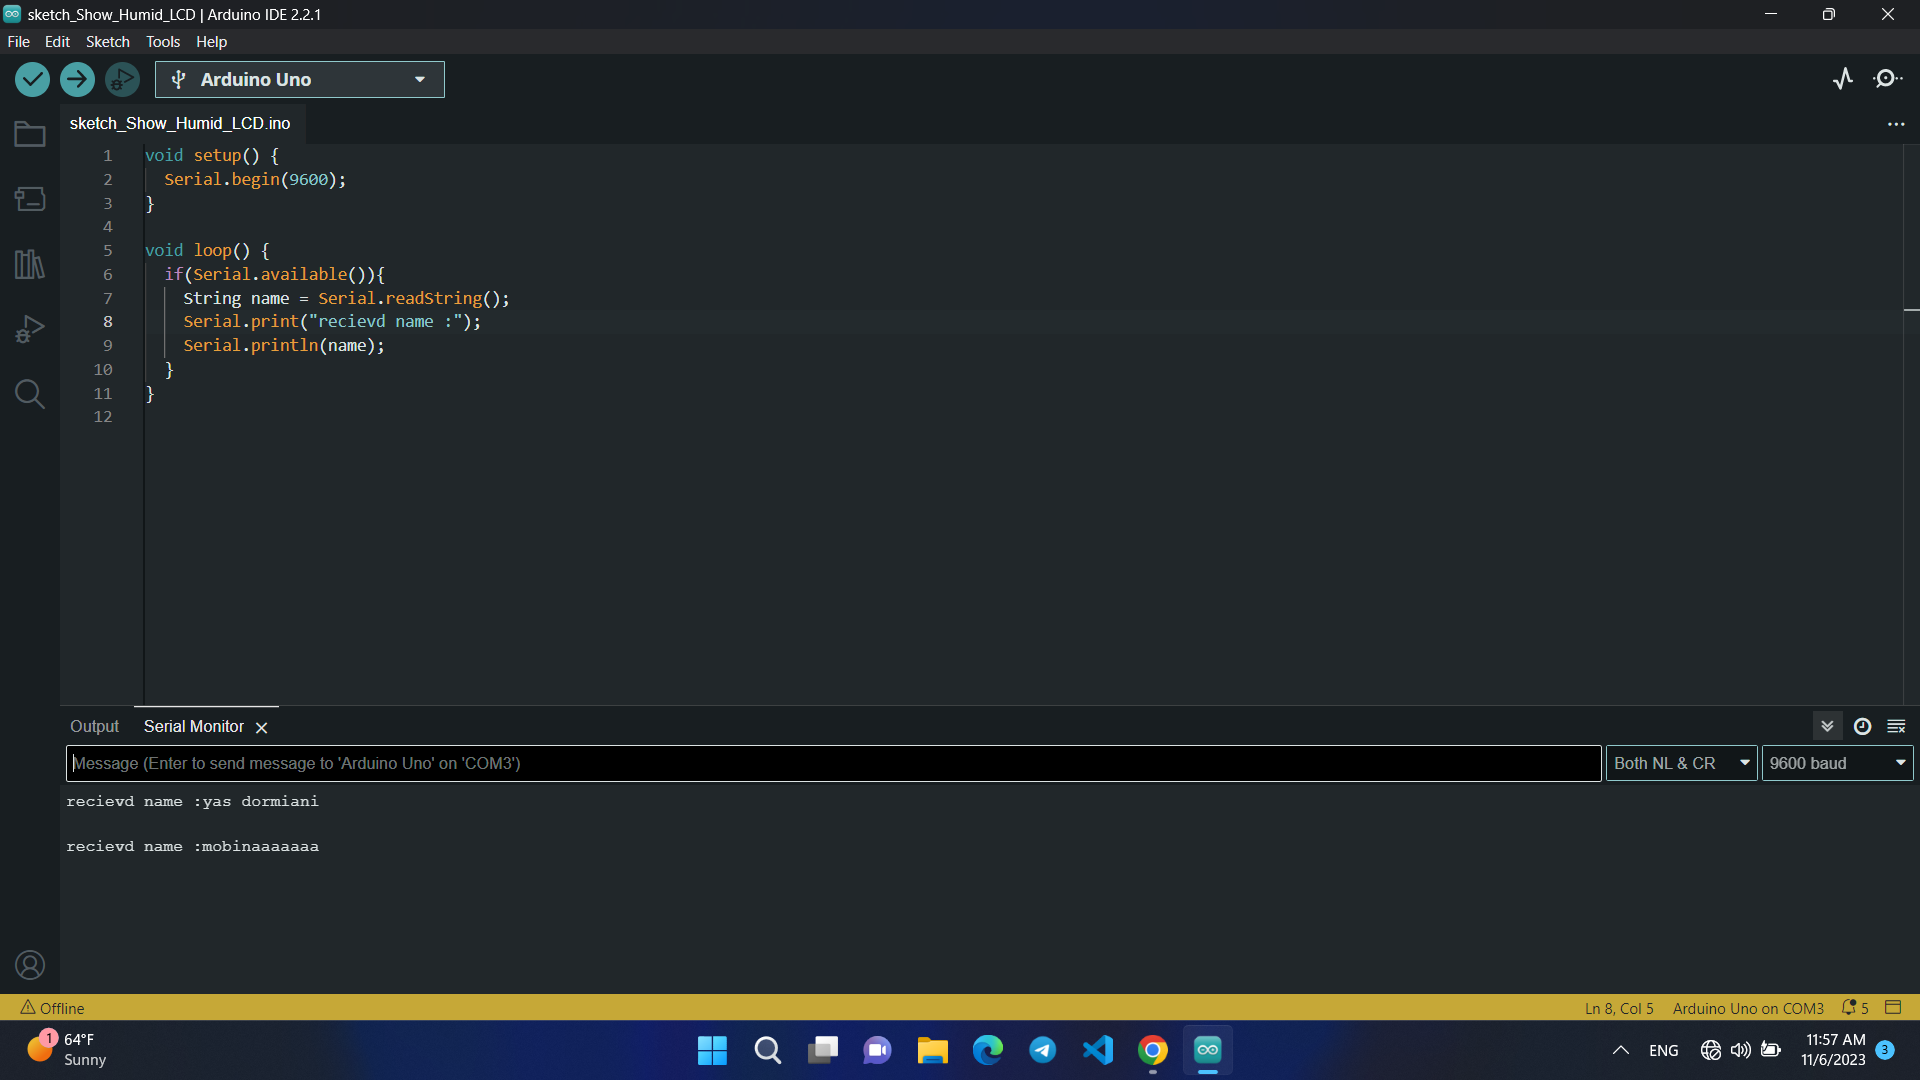 sketch_Show_Humid_LCD | Arduino IDE 2.2.1
File Edit Sketch Tools Help
Arduino Uno
sketch_Show_Humid_LCD.ino
1 void setup() {
2 Serial.begin(9600);
3 }
4
5 void loop() {
6 if(Serial.available()){
7 String name = Serial.readString();
8 Serial.print("recievd name :");
9 Serial.println(name);
10 }
11 }
12
Output Serial Monitor
Message (Enter to send message to 'Arduino Uno' on 'COM3') Both NL & CR 9600 baud
recievd name :yas dormiani
recievd name :mobinaaaaaaa
Offline Ln 8, Col 5 Arduino Uno on COM3 5
1 64°F ENG 11:57 AM
Sunny 11/6/2023 3